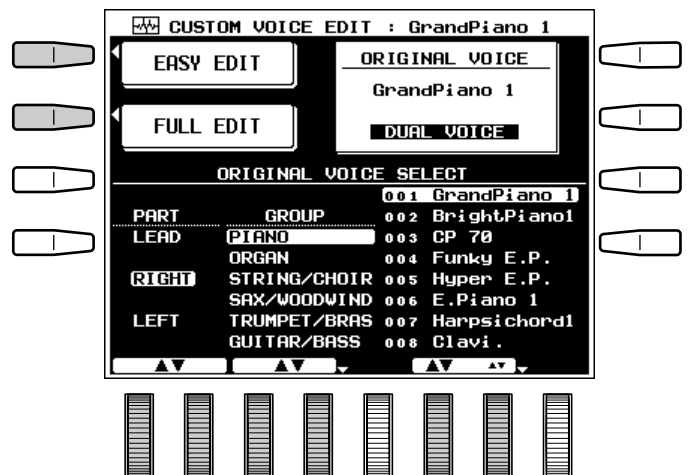 CUSTOM VOICE EDIT : GrandPiano 1
EASY EDIT
FULL EDIT
ORIGINAL VOICE
GrandPiano 1
DUAL VOICE
ORIGINAL VOICE SELECT
PART
LEAD
RIGHT
LEFT
GROUP
PIANO
ORGAN
STRING/CHOIR
SAX/WOODWIND
TRUMPET/BRAS
GUITAR/BASS
001 GrandPiano 1
002 BrightPiano1
003 CP 70
004 Funky E.P.
005 Hyper E.P.
006 E.Piano 1
007 Harpsichord1
008 Clavi.